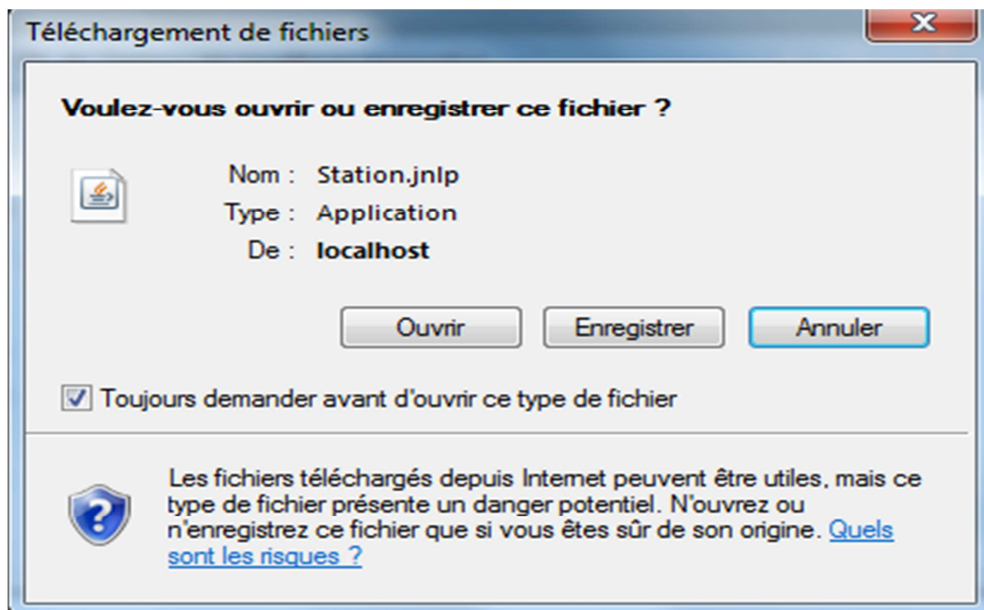 Téléchargement de fichiers
Voulez-vous ouvrir ou enregistrer ce fichier ?
Nom : Station.jnlp
Type : Application
De : localhost
Ouvrir Enregistrer Annuler
Toujours demander avant d'ouvrir ce type de fichier
Les fichiers téléchargés depuis Internet peuvent être utiles, mais ce
type de fichier présente un danger potentiel. N'ouvrez ou
n'enregistrez ce fichier que si vous êtes sûr de son origine. Quels
sont les risques ?